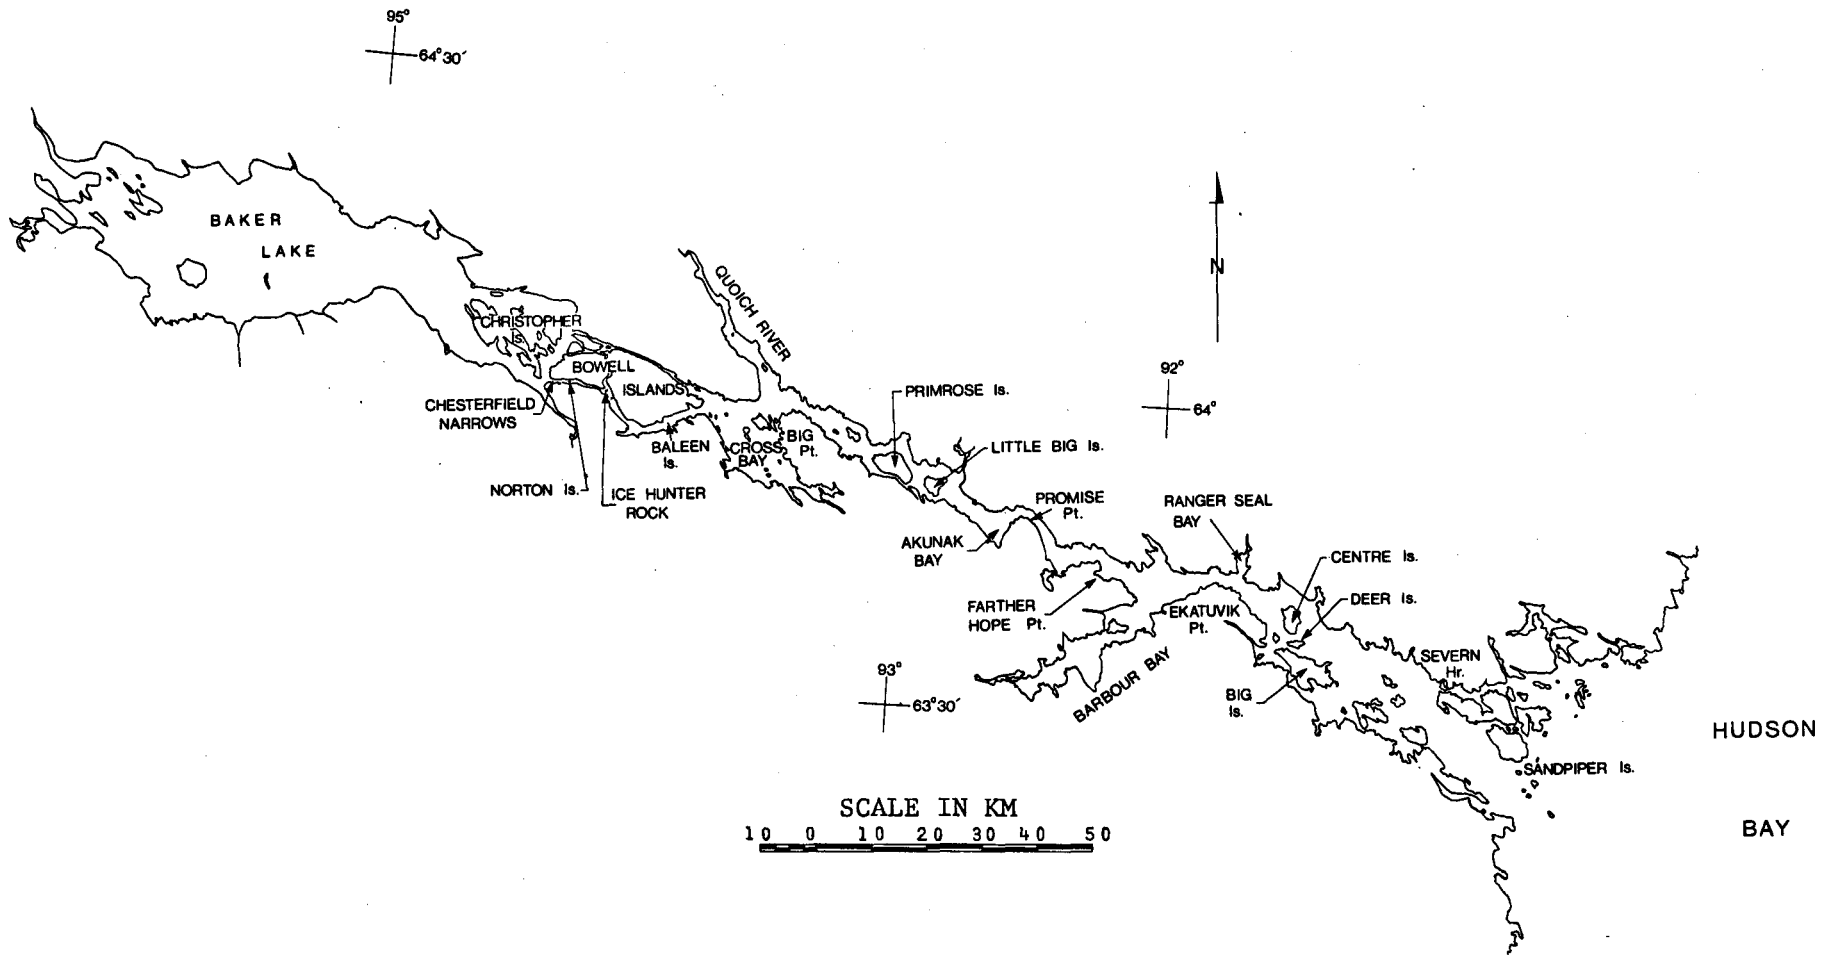 95°
64°30′
BAKER
LAKE
QUOICH RIVER
N
CHRISTOPHER
Is.
BOWELL
ISLANDS
92°
64°
PRIMROSE Is.
CHESTERFIELD
NARROWS
BALEEN
Is.
CROSS
BAY
BIG
Pt.
LITTLE BIG Is.
NORTON Is.
ICE HUNTER
ROCK
PROMISE
Pt.
RANGER SEAL
BAY
AKUNAK
BAY
CENTRE Is.
DEER Is.
FARTHER
HOPE Pt.
EKATUVIK
Pt.
SEVERN
Hr.
93°
63°30′
BARBOUR BAY
BIG
Is.
HUDSON
SANDPIPER Is.
BAY
SCALE IN KM
10 0 10 20 30 40 50